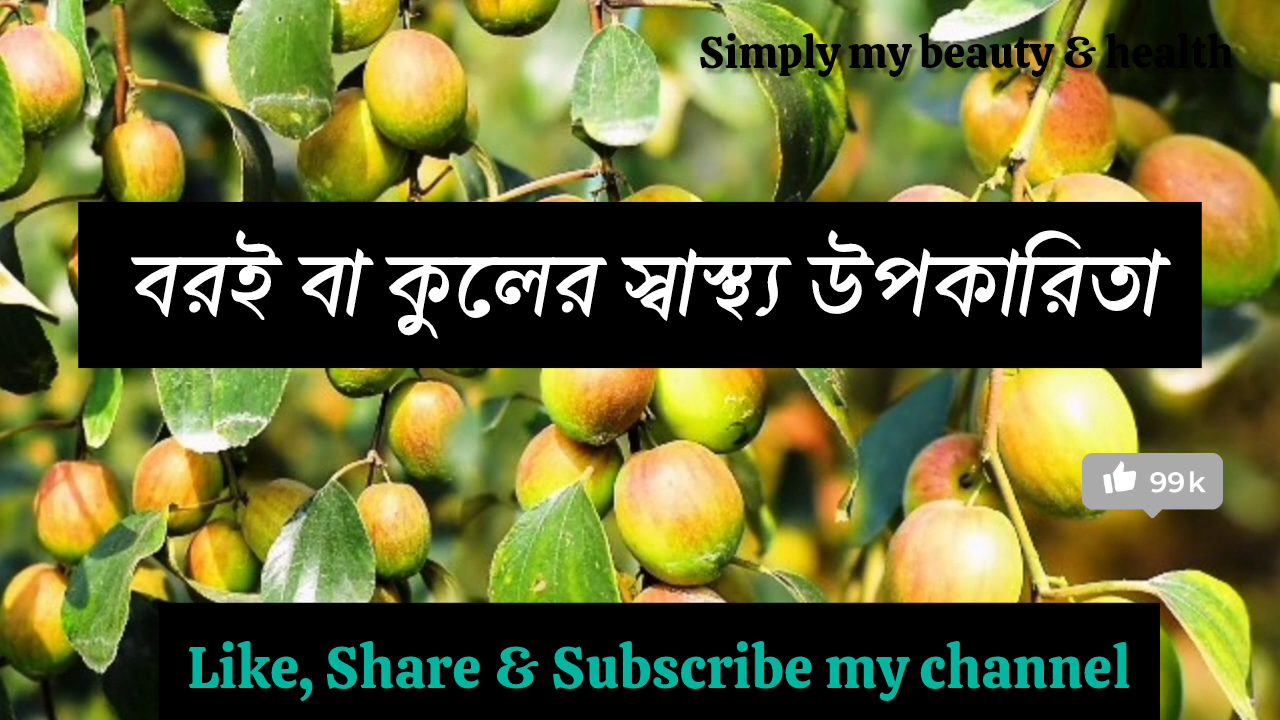 Simply my beauty & health
বরই বা কুলের স্বাস্থ্য উপকারিতা
99k
Like, Share & Subscribe my channel